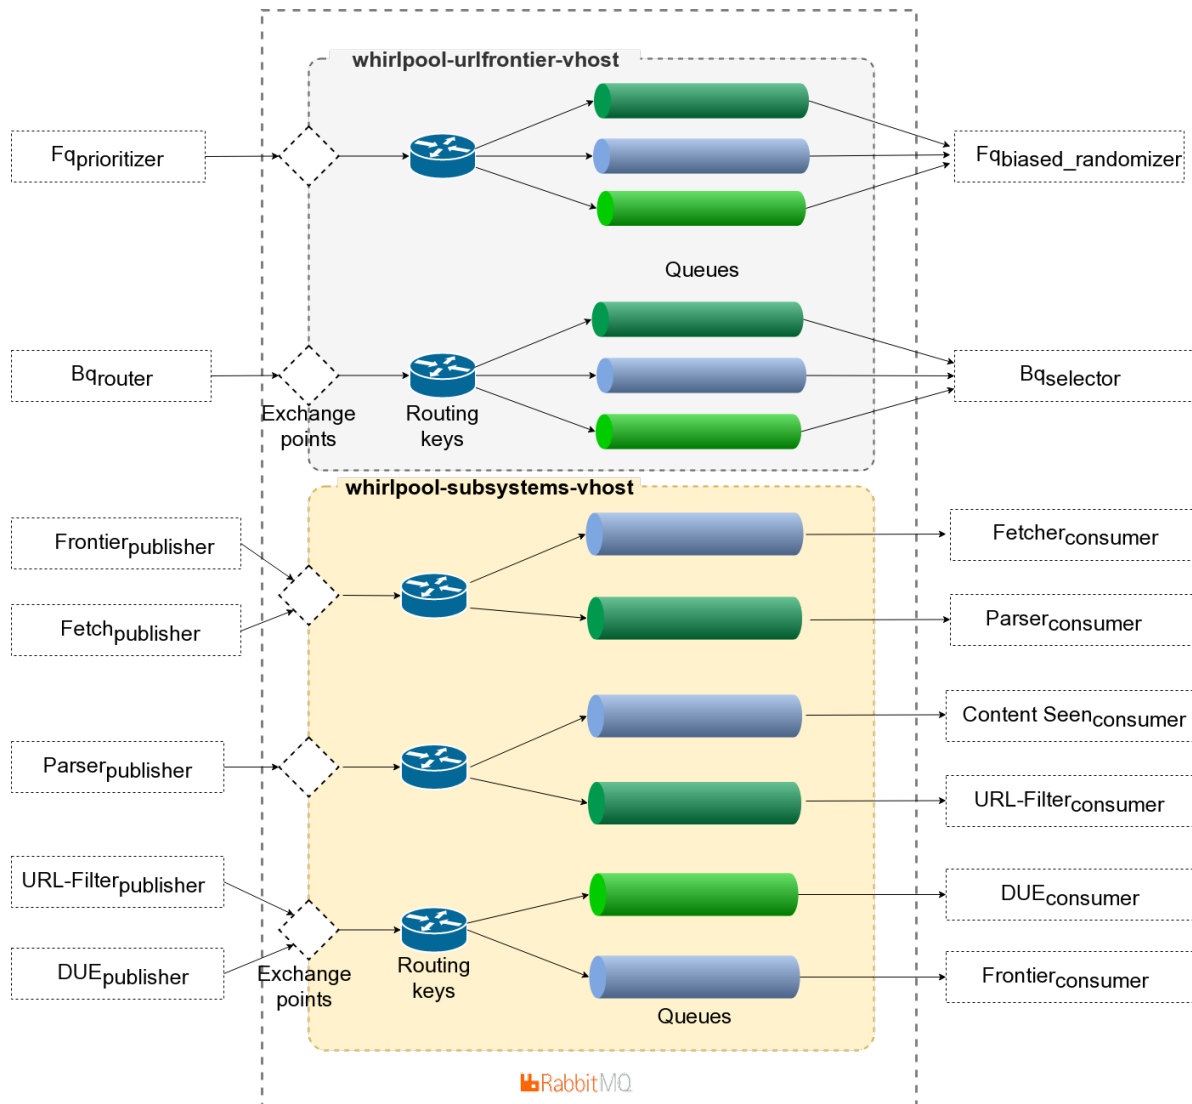 whirlpool-urlfrontier-vhost
Fqprioritizer
Fqbiased_randomizer
Queues
Bqrouter
Bqselector
Exchange
points
Routing
keys
whirlpool-subsystems-vhost
Frontierpublisher
Fetcherconsumer
Fetchpublisher
Parserconsumer
Parserpublisher
Content Seenconsumer
URL-Filterconsumer
URL-Filterpublisher
DUEconsumer
DUEpublisher
Exchange
points
Routing
keys
Frontierconsumer
Queues
RabbitMQ